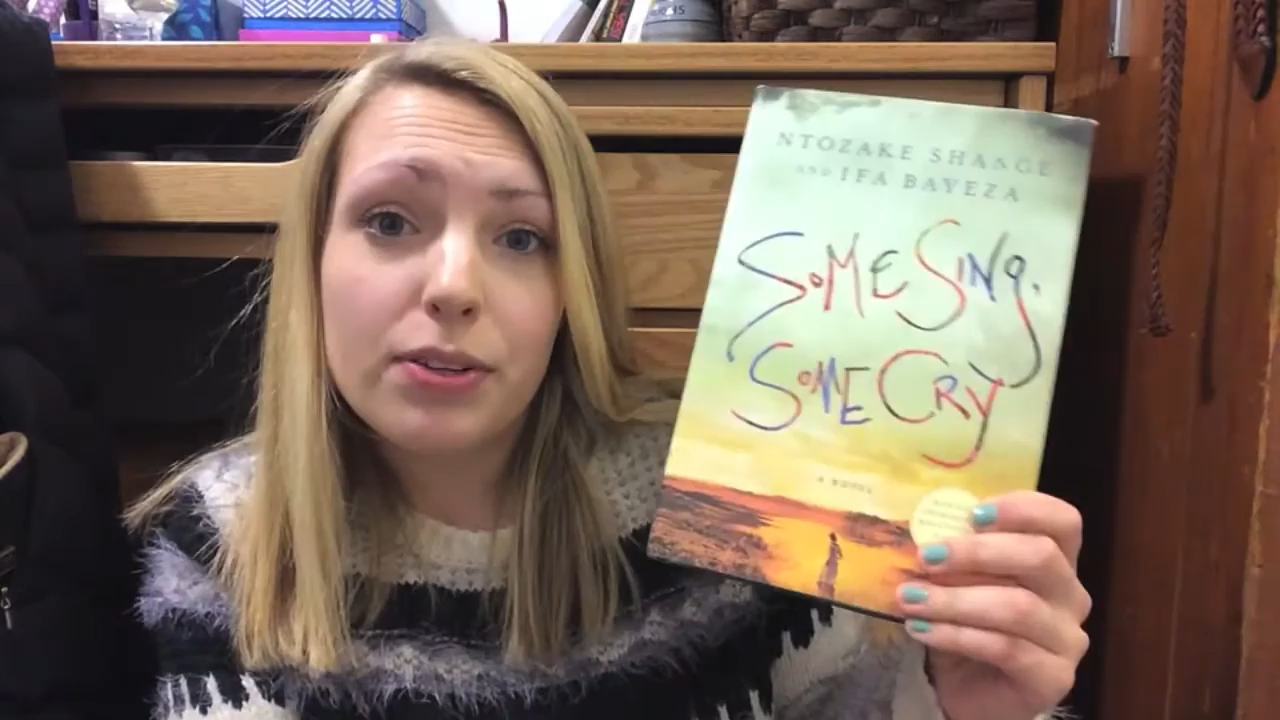 NTOZAKE SHANGE
AND IFA BAYEZA
SOME SING,
SOME CRY
A NOVEL